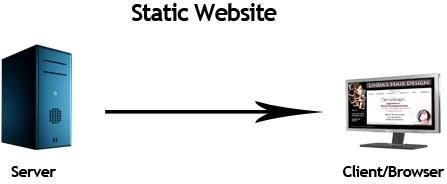 Static Website
LINDA'S HAIR DESIGN
Server
Client/Browser